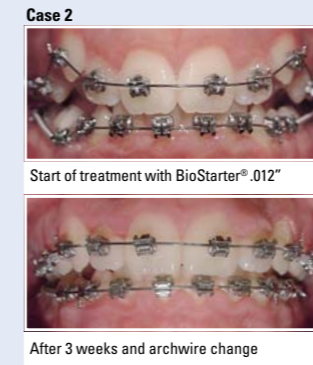 Case 2
Start of treatment with BioStarter® .012”
After 3 weeks and archwire change